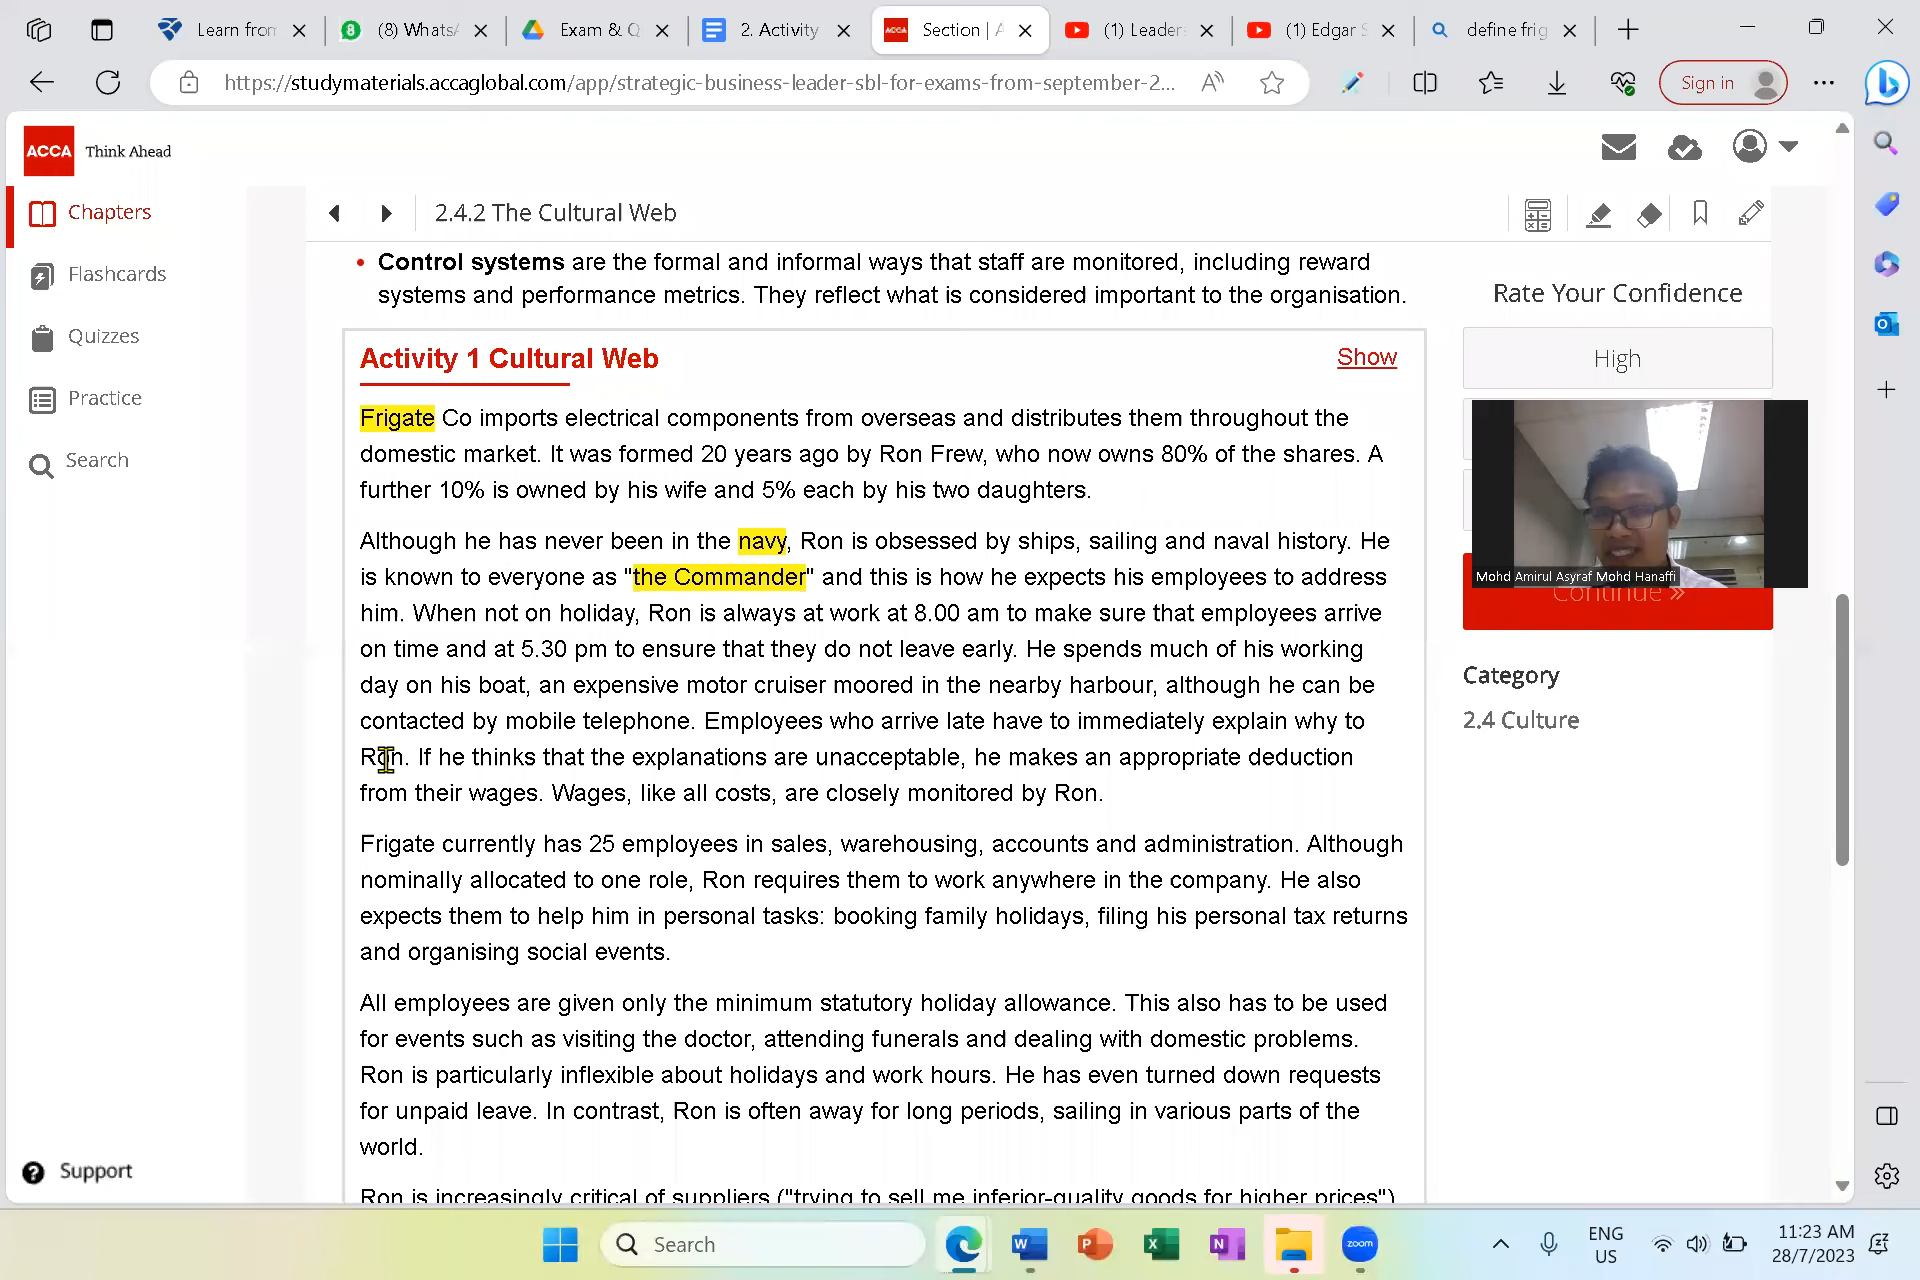 Learn from
(8) WhatsA
Exam & Q
2. Activity
Section | A
(1) Leader
(1) Edgar S
define frig
https://studymaterials.accaglobal.com/app/strategic-business-leader-sbl-for-exams-from-september-2...
Sign in
ACCA
Think Ahead
Chapters
Flashcards
Quizzes
Practice
Search
Support
2.4.2 The Cultural Web
Control systems are the formal and informal ways that staff are monitored, including reward
systems and performance metrics. They reflect what is considered important to the organisation.
Activity 1 Cultural Web
Show
Frigate Co imports electrical components from overseas and distributes them throughout the
domestic market. It was formed 20 years ago by Ron Frew, who now owns 80% of the shares. A
further 10% is owned by his wife and 5% each by his two daughters.
Although he has never been in the navy, Ron is obsessed by ships, sailing and naval history. He
is known to everyone as "the Commander" and this is how he expects his employees to address
him. When not on holiday, Ron is always at work at 8.00 am to make sure that employees arrive
on time and at 5.30 pm to ensure that they do not leave early. He spends much of his working
day on his boat, an expensive motor cruiser moored in the nearby harbour, although he can be
contacted by mobile telephone. Employees who arrive late have to immediately explain why to
Ron. If he thinks that the explanations are unacceptable, he makes an appropriate deduction
from their wages. Wages, like all costs, are closely monitored by Ron.
Frigate currently has 25 employees in sales, warehousing, accounts and administration. Although
nominally allocated to one role, Ron requires them to work anywhere in the company. He also
expects them to help him in personal tasks: booking family holidays, filing his personal tax returns
and organising social events.
All employees are given only the minimum statutory holiday allowance. This also has to be used
for events such as visiting the doctor, attending funerals and dealing with domestic problems.
Ron is particularly inflexible about holidays and work hours. He has even turned down requests
for unpaid leave. In contrast, Ron is often away for long periods, sailing in various parts of the
world.
Ron is increasingly critical of suppliers ("trying to sell me inferior-quality goods for higher prices")
Rate Your Confidence
High
Mohd Amirul Asyraf Mohd Hanaffi
Continue »
Category
2.4 Culture
Search
zoom
ENG
US
11:23 AM
28/7/2023